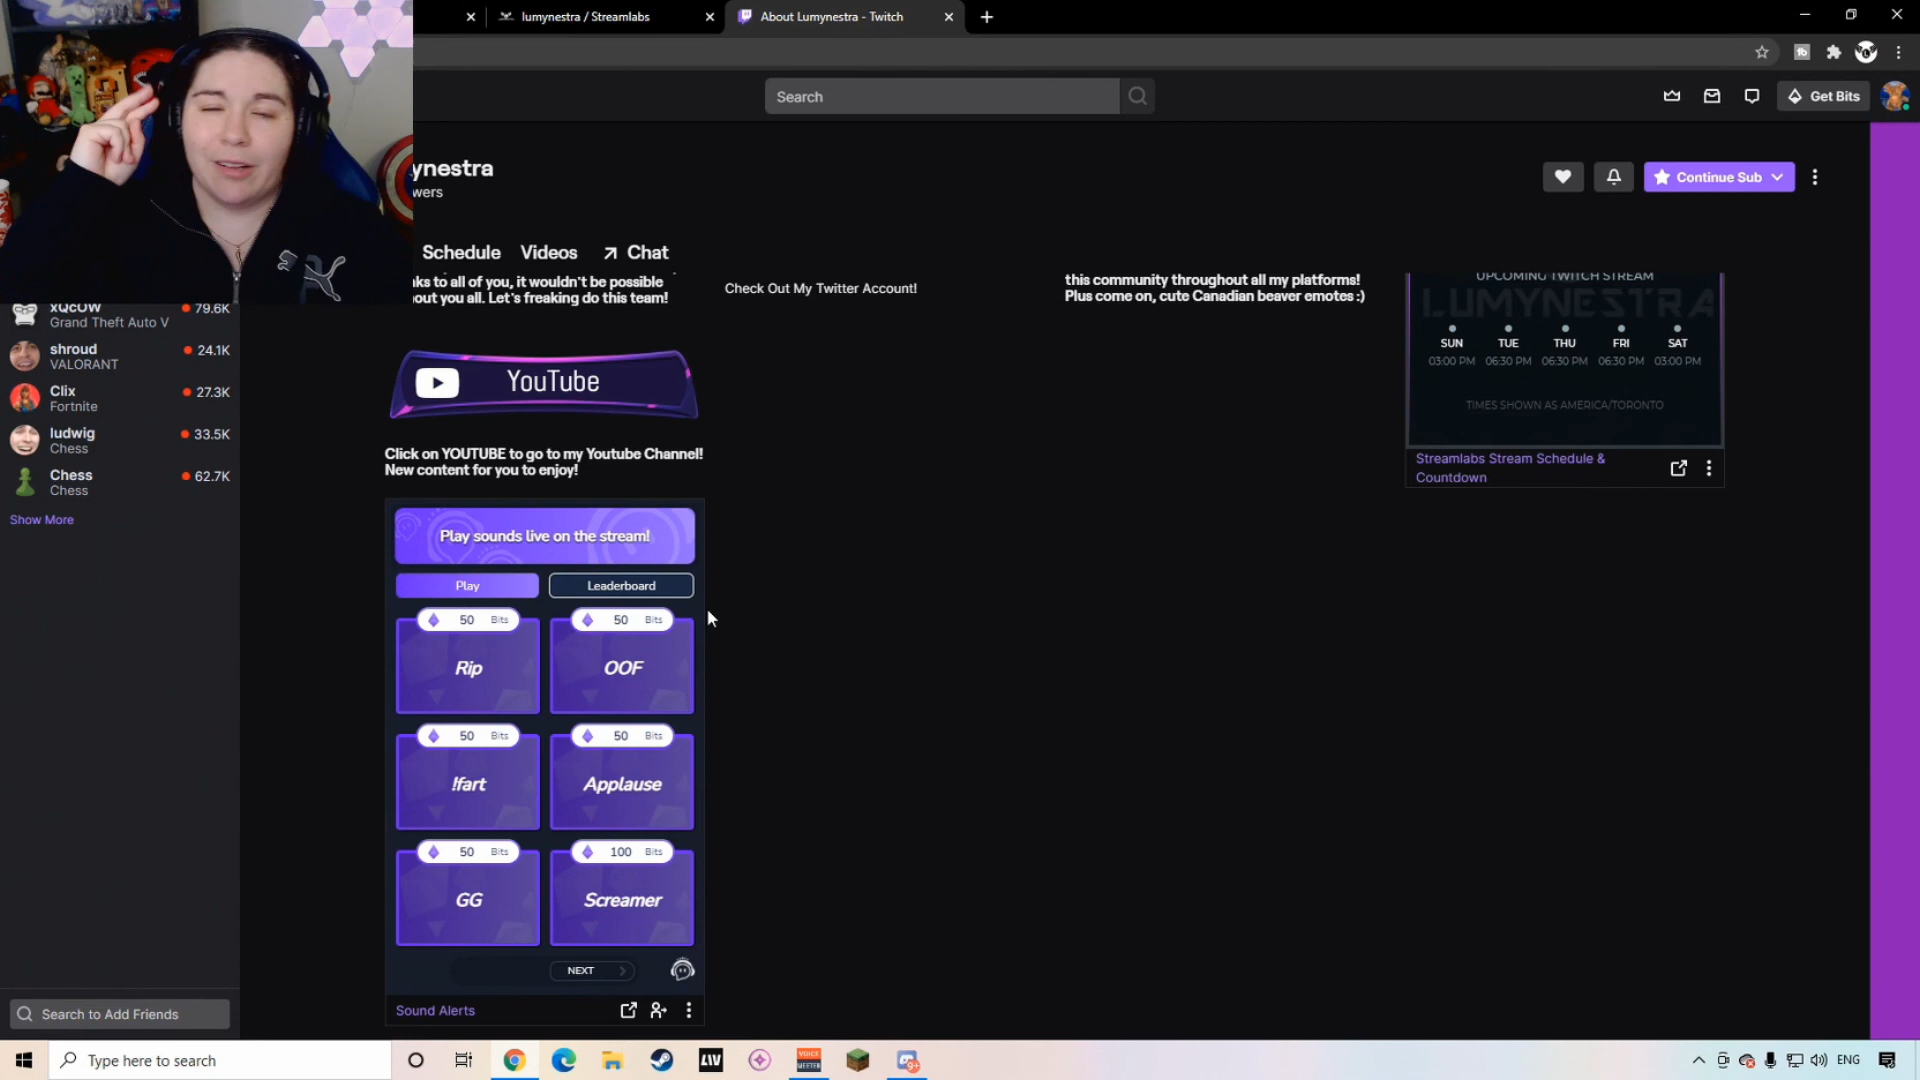 lumynestra / Streamlabs
About Lumynestra - Twitch
Search
Get Bits
ynestra
wers
Continue Sub
Schedule
Videos
Chat
nks to all of you, it wouldn't be possible
out you all. Let's freaking do this team!
Check Out My Twitter Account!
this community throughout all my platforms!
Plus come on, cute Canadian beaver emotes :)
UPCOMING TWITCH STREAM
LUMYNESTRA
SUN
TUE
THU
FRI
SAT
03:00 PM
06:30 PM
06:30 PM
06:30 PM
03:00 PM
TIMES SHOWN AS AMERICA/TORONTO
Streamlabs Stream Schedule &
Countdown
xQcOW
79.6K
Grand Theft Auto V
shroud
24.1K
VALORANT
Clix
27.3K
Fortnite
ludwig
33.5K
Chess
Chess
62.7K
Chess
Show More
YouTube
Click on YOUTUBE to go to my Youtube Channel!
New content for you to enjoy!
Play sounds live on the stream!
Play
Leaderboard
50 Bits
50 Bits
Rip
OOF
50 Bits
50 Bits
!fart
Applause
50 Bits
100 Bits
GG
Screamer
NEXT
Sound Alerts
Search to Add Friends
Type here to search
LIV
VOICE
MEETER
9+
ENG